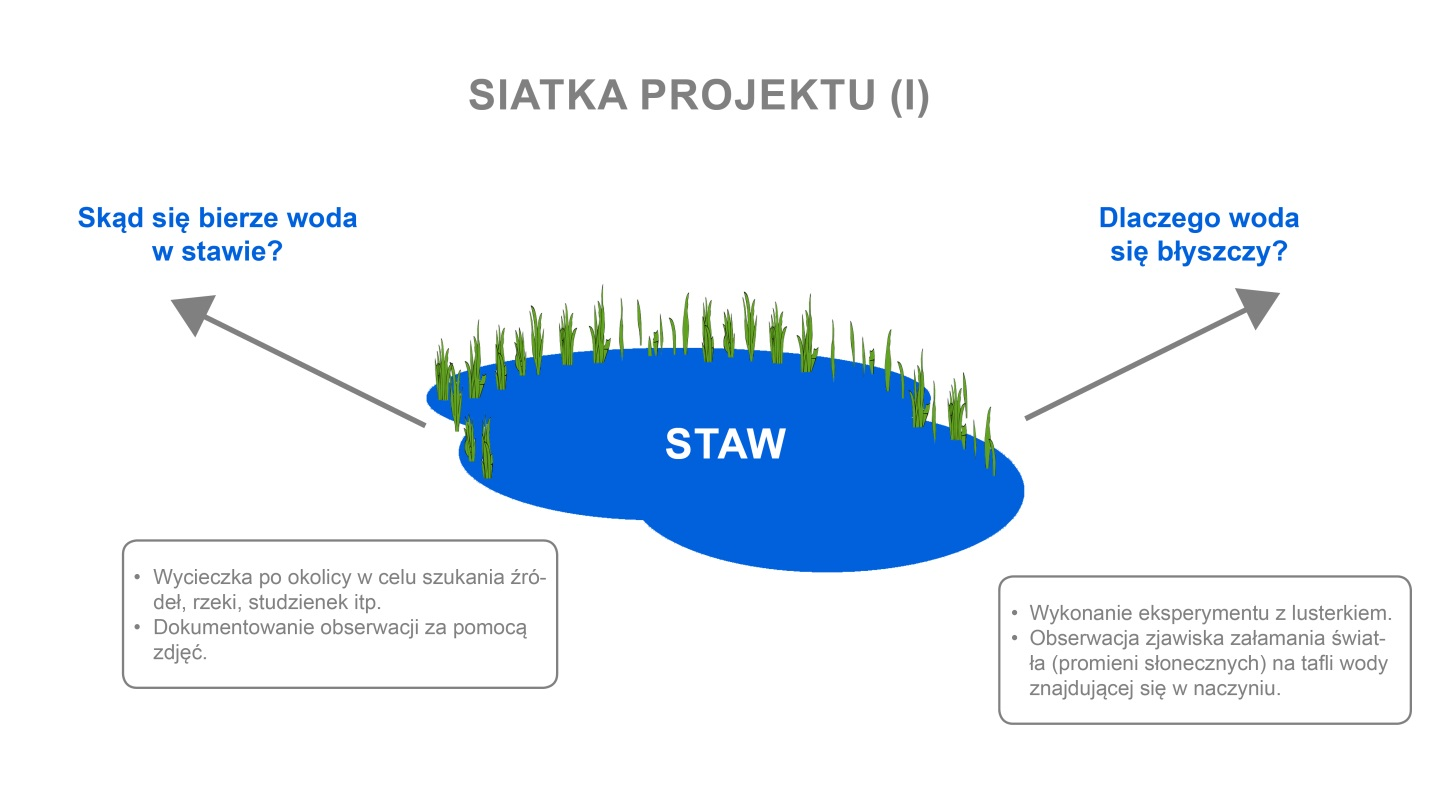 SIATKA PROJEKTU (I)
Skąd się bierze woda
w stawie?
Dlaczego woda
się błyszczy?
STAW
• Wycieczka po okolicy w celu szukania źró-
deł, rzeki, studzienek itp.
• Dokumentowanie obserwacji za pomocą
zdjęć.
• Wykonanie eksperymentu z lusterkiem.
• Obserwacja zjawiska załamania świat-
ła (promieni słonecznych) na tafli wody
znajdującej się w naczyniu.